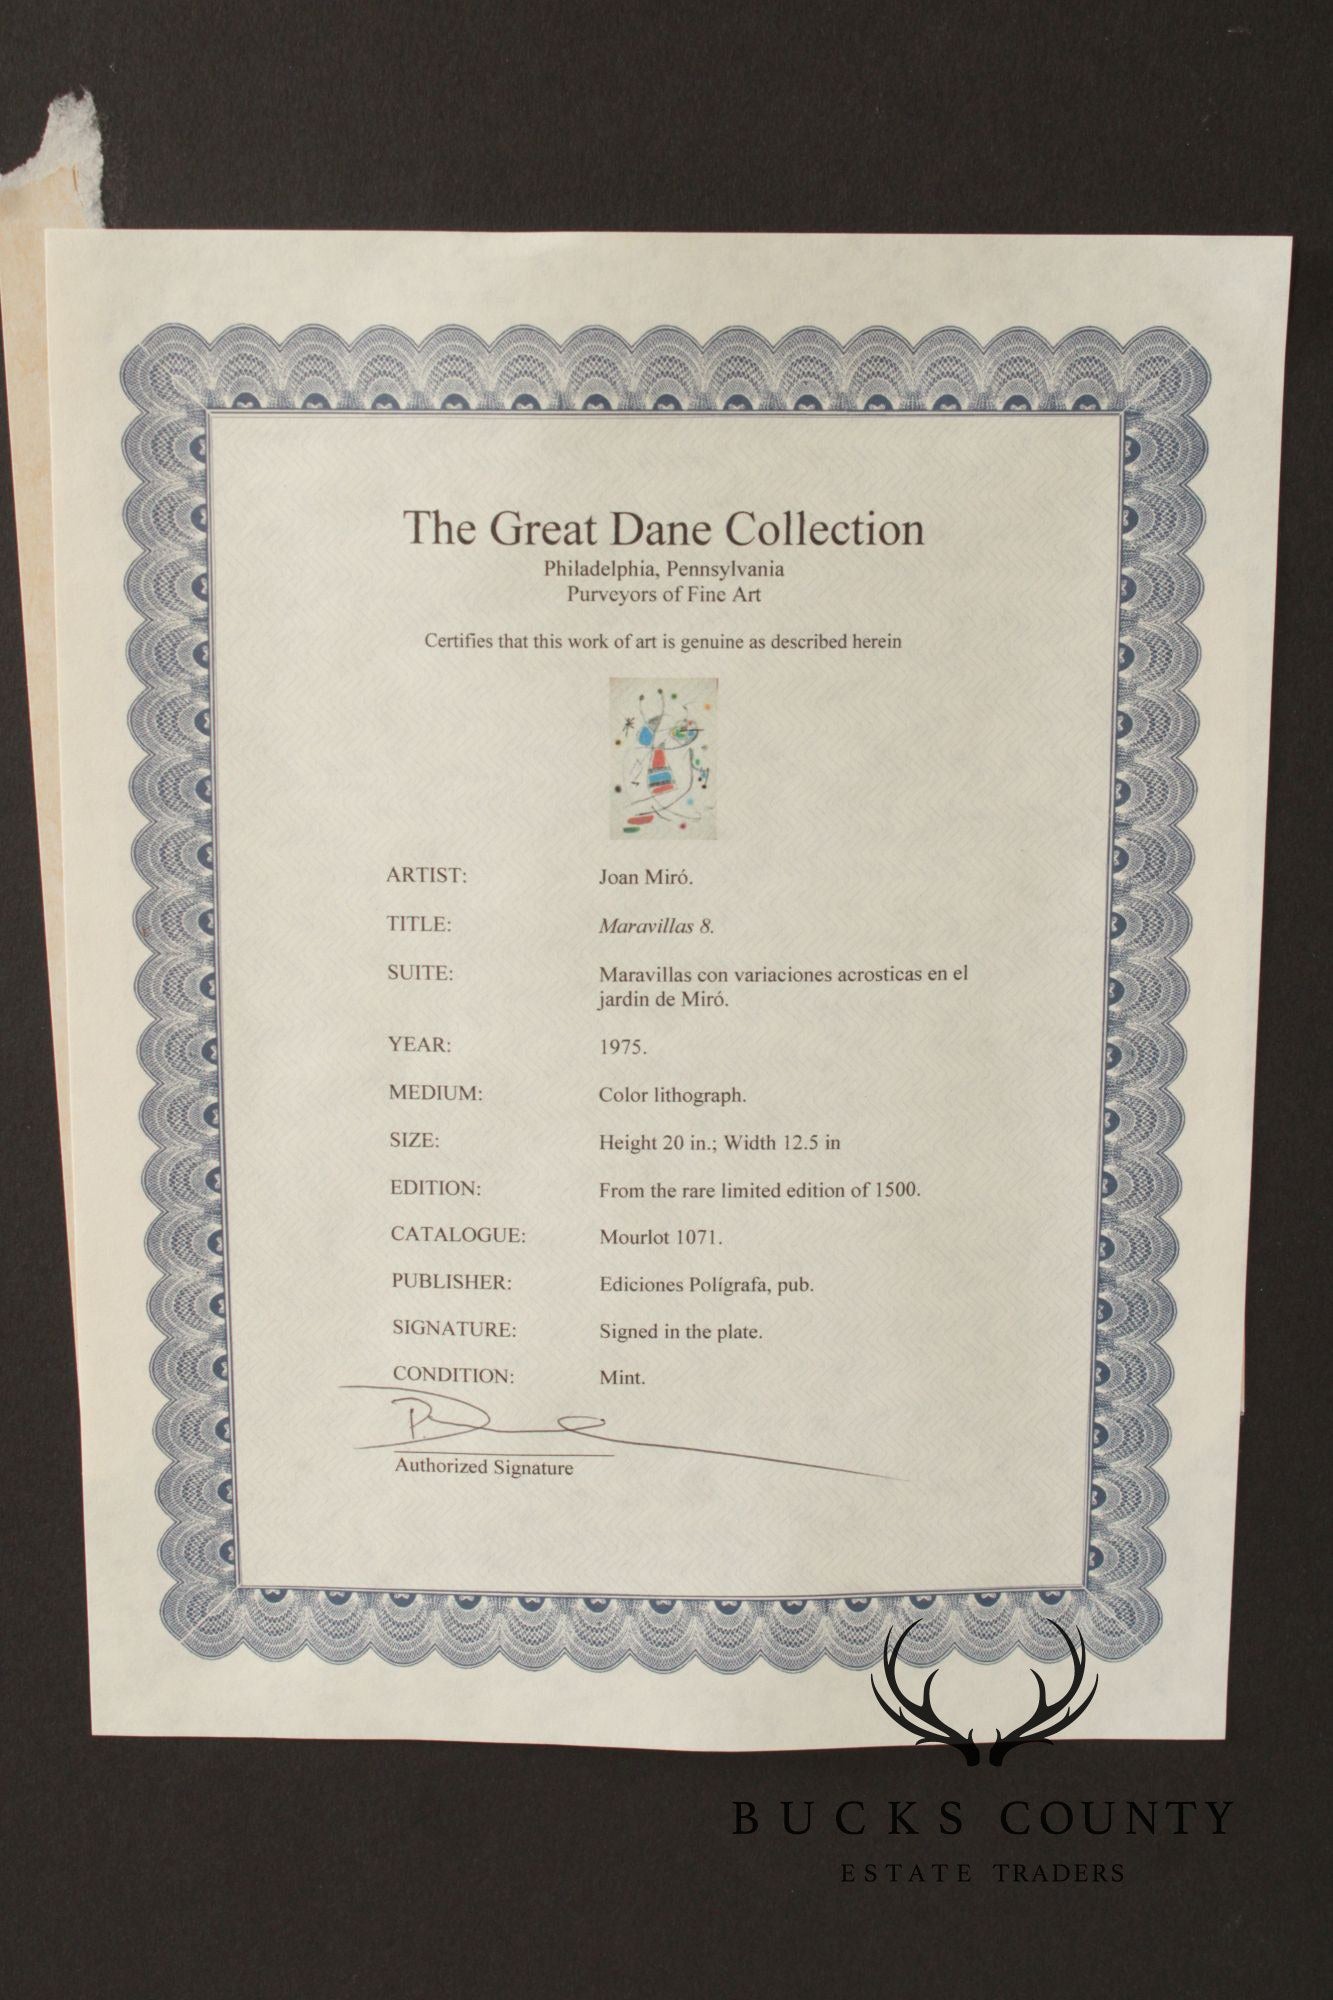 The Great Dane Collection
Philadelphia, Pennsylvania
Purveyors of Fine Art
Certifies that this work of art is genuine as described herein
ARTIST: Joan Miró.
TITLE: Maravillas 8.
SUITE: Maravillas con variaciones acrosticas en el
jardin de Miró.
YEAR: 1975.
MEDIUM: Color lithograph.
SIZE: Height 20 in.; Width 12.5 in
EDITION: From the rare limited edition of 1500.
CATALOGUE: Mourlot 1071.
PUBLISHER: Ediciones Polígrafa, pub.
SIGNATURE: Signed in the plate.
CONDITION: Mint.
Authorized Signature
BUCKS COUNTY
ESTATE TRADERS